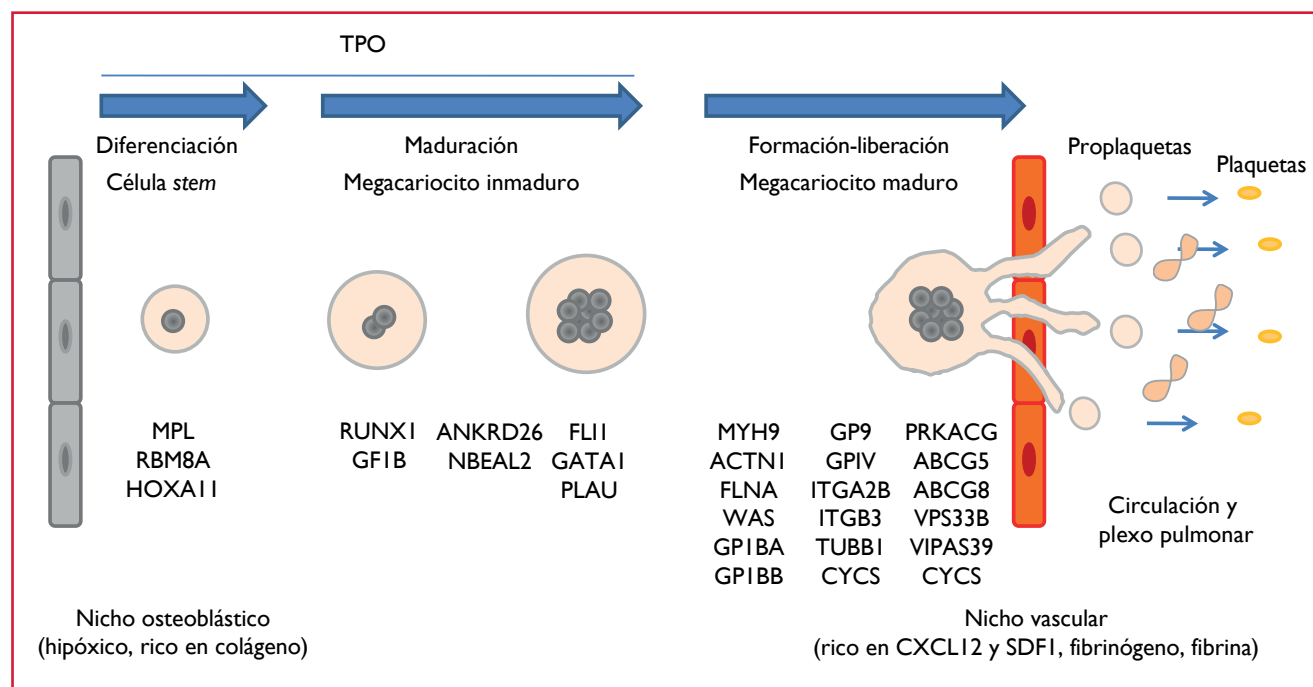 TPO
Diferenciación
Célula stem
Maduración
Megacariocito inmaduro
Formación-liberación
Megacariocito maduro
Proplaquetas
Plaquetas
MPL
RBM8A
HOXA11
RUNX1
GF1B
ANKRD26
NBEAL2
FLI1
GATA1
PLAU
MYH9
ACTN1
FLNA
WAS
GP1BA
GP1BB
GP9
GPIV
ITGA2B
ITGB3
TUBB1
CYCS
PRKACG
ABCG5
ABCG8
VPS33B
VIPAS39
CYCS
Circulación y
plexo pulmonar
Nicho osteoblástico
(hipóxico, rico en colágeno)
Nicho vascular
(rico en CXCL12 y SDF1, fibrinógeno, fibrina)